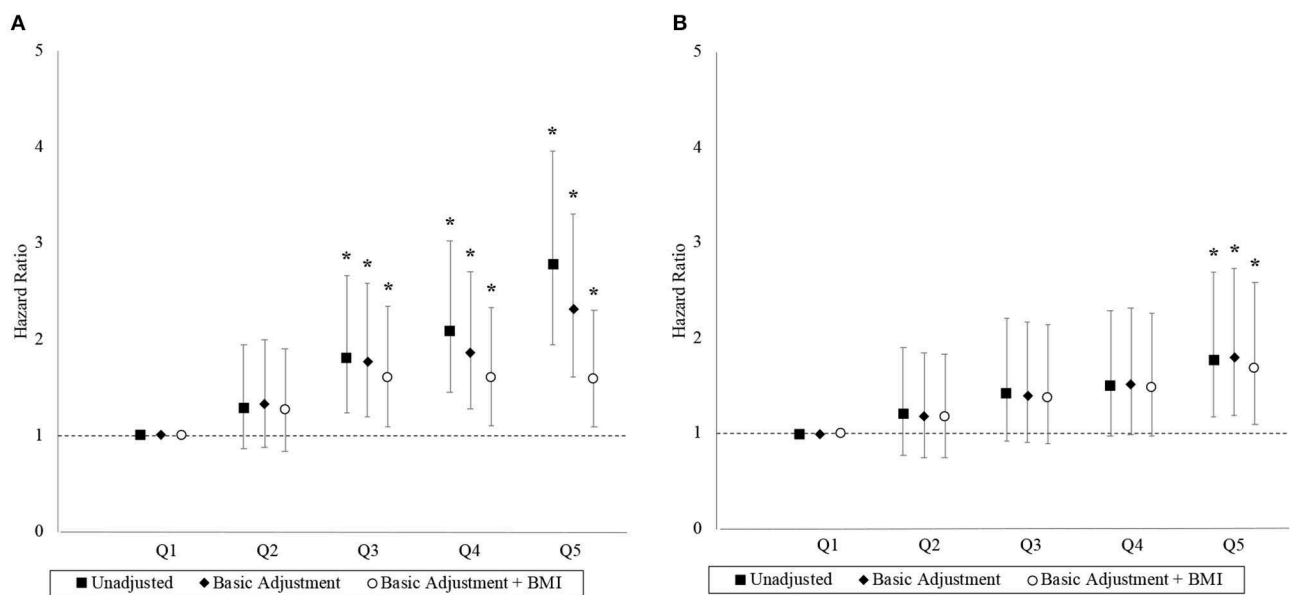 A
5
4
3
2
1
0
Hazard Ratio
* * *
* * *
* * *
Q1 Q2 Q3 Q4 Q5
Unadjusted Basic Adjustment Basic Adjustment + BMI
B
5
4
3
2
1
0
Hazard Ratio
* * *
Q1 Q2 Q3 Q4 Q5
Unadjusted Basic Adjustment Basic Adjustment + BMI